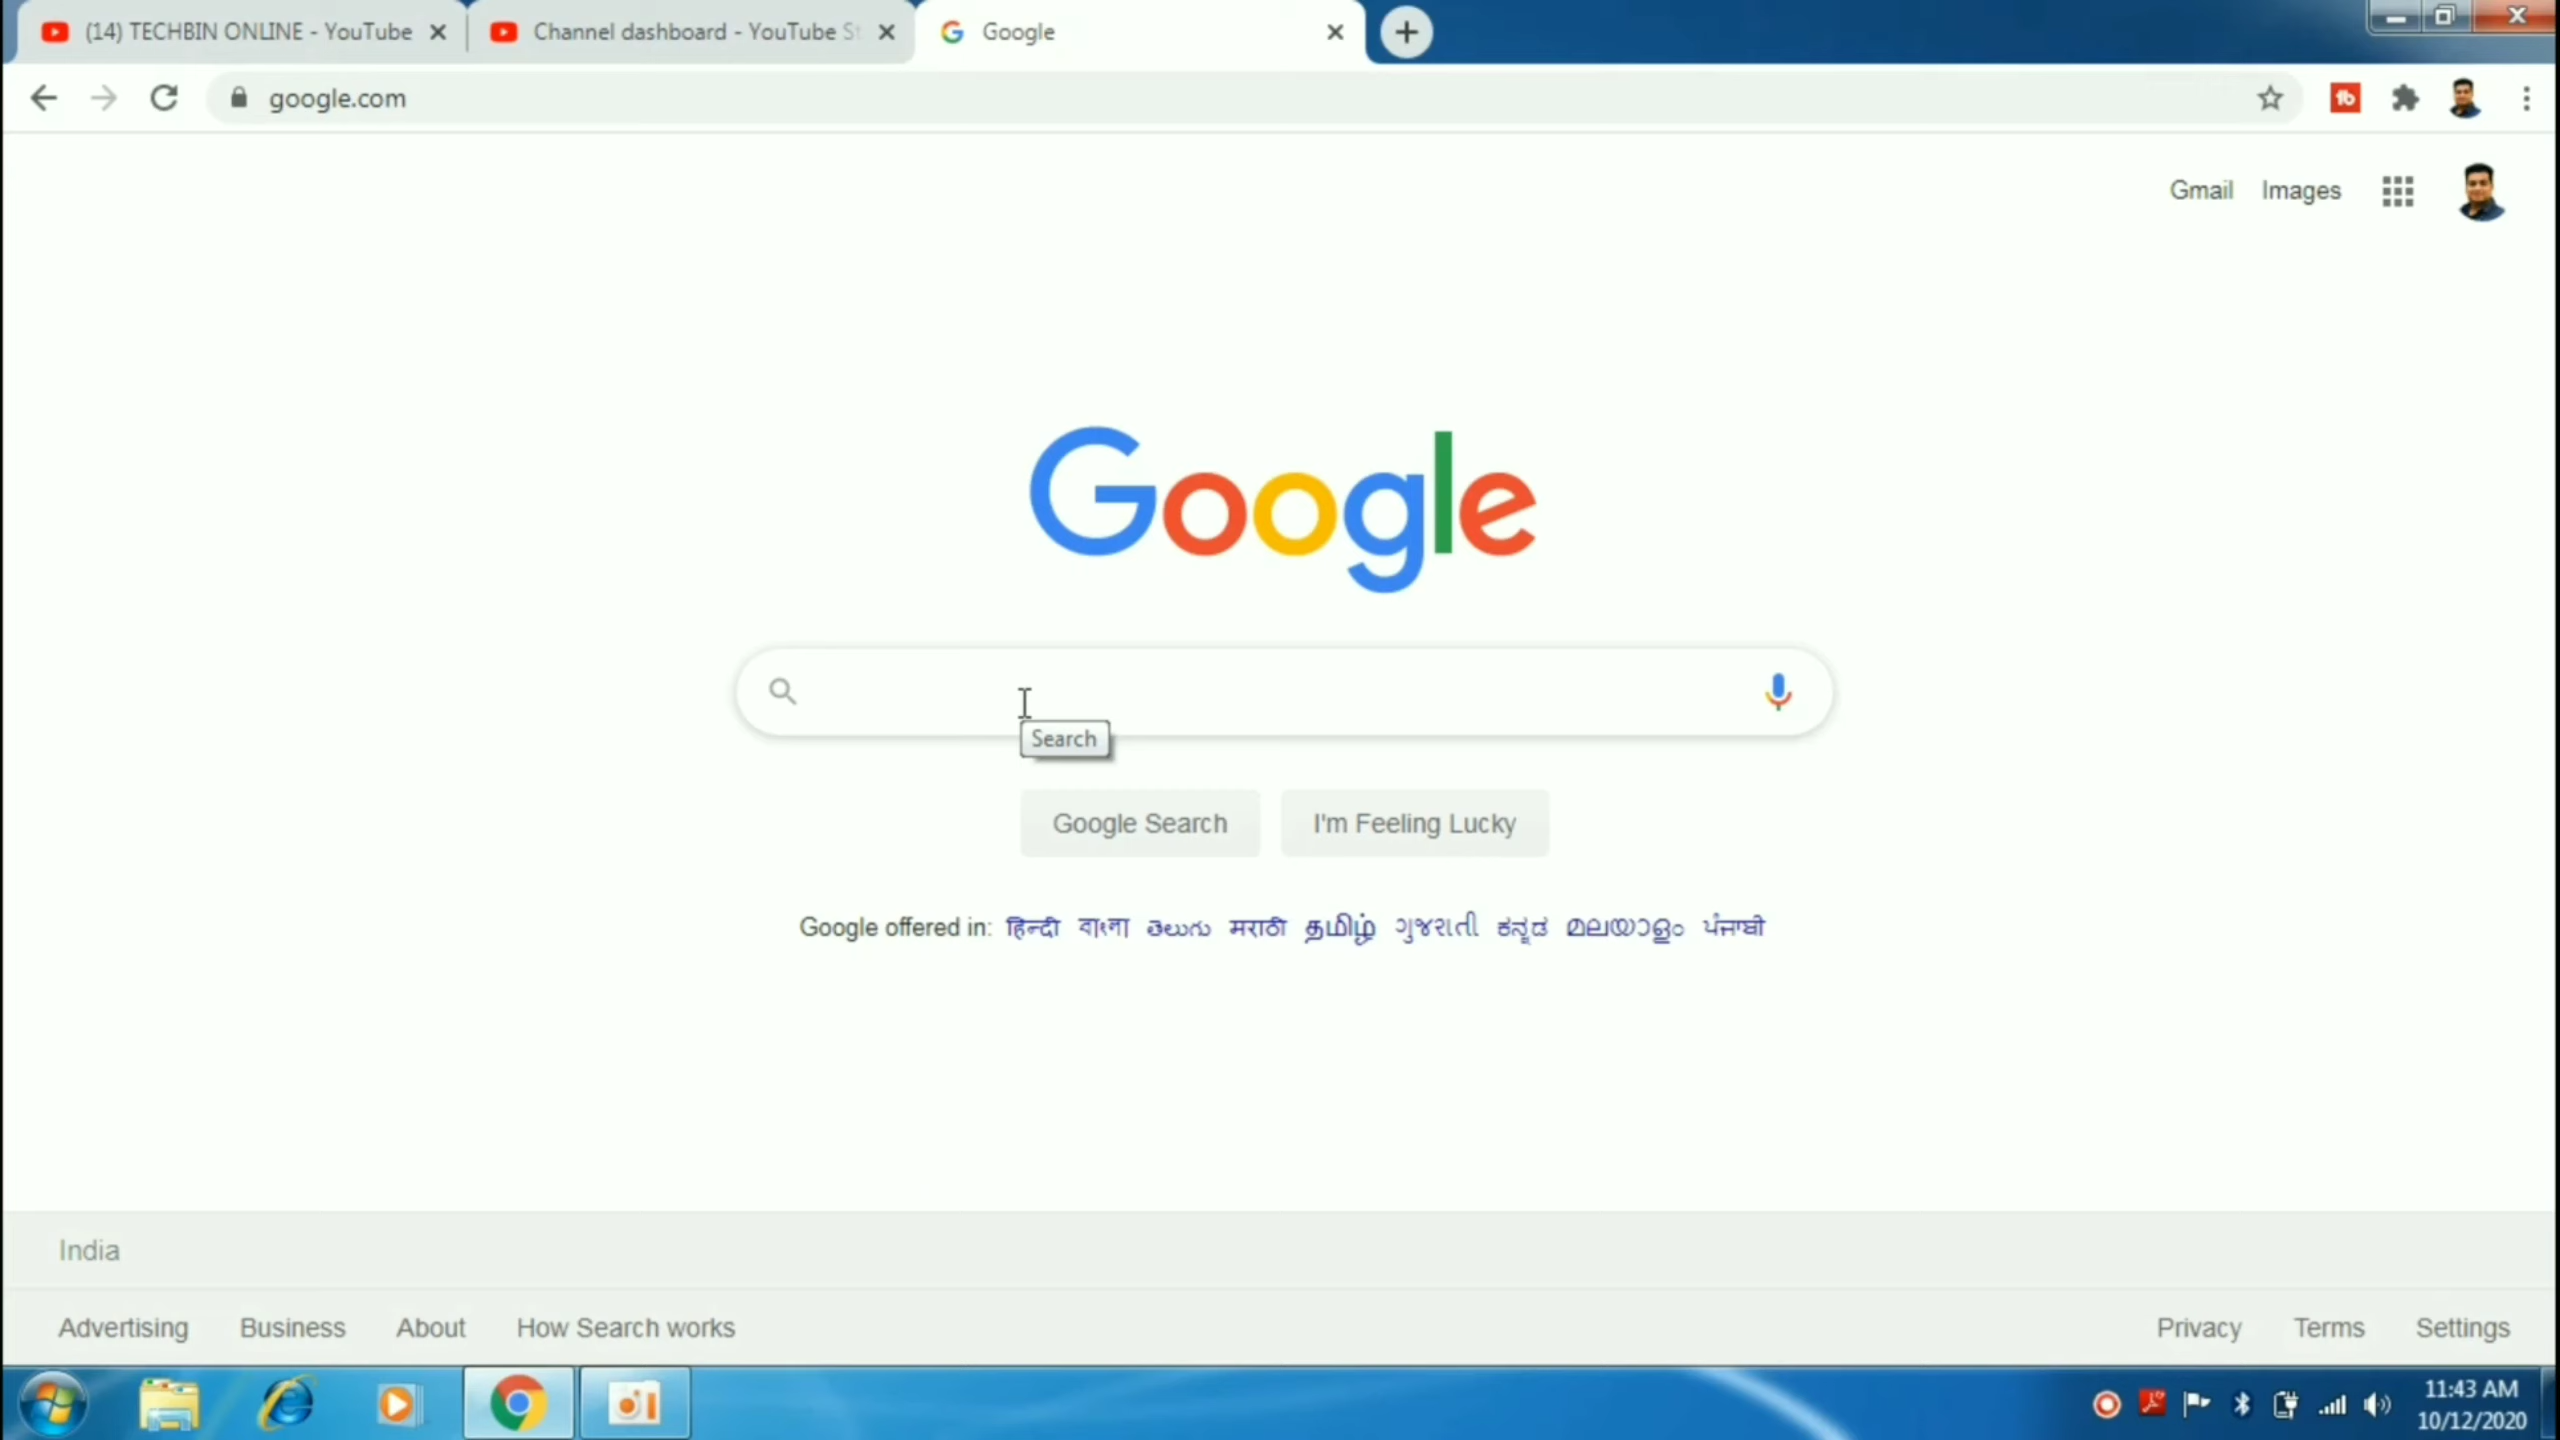 (14) TECHBIN ONLINE - YouTube
Channel dashboard - YouTube St
Google
google.com
Gmail Images
Google
Search
Google Search I'm Feeling Lucky
Google offered in: हिन्दी বাংলা తెలుగు मराठी தமிழ் ગુજરાતી ಕನ್ನಡ മലയാളം ਪੰਜਾਬੀ
India
Advertising Business About How Search works Privacy Terms Settings
11:43 AM
10/12/2020